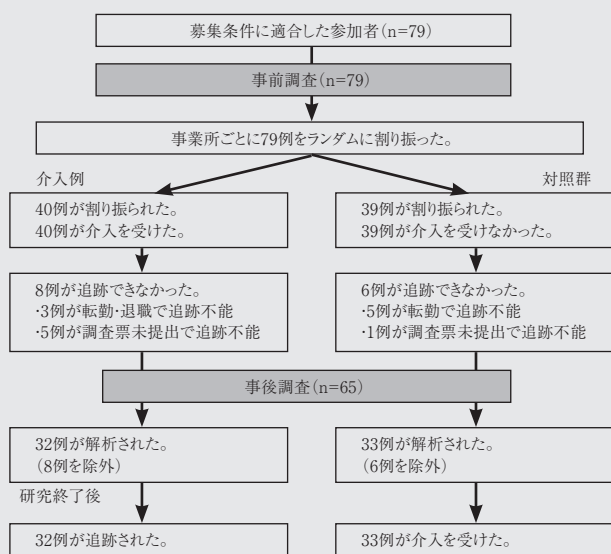 募集条件に適合した参加者(n=79)
事前調査(n=79)
事業所ごとに79例をランダムに割り振った。
介入例
40例が割り振られた。
40例が介入を受けた。
対照群
39例が割り振られた。
39例が介入を受けなかった。
8例が追跡できなかった。
・3例が転勤・退職で追跡不能
・5例が調査票未提出で追跡不能
6例が追跡できなかった。
・5例が転勤で追跡不能
・1例が調査票未提出で追跡不能
事後調査(n=65)
32例が解析された。
(8例を除外)
33例が解析された。
(6例を除外)
研究終了後
32例が追跡された。
33例が介入を受けた。